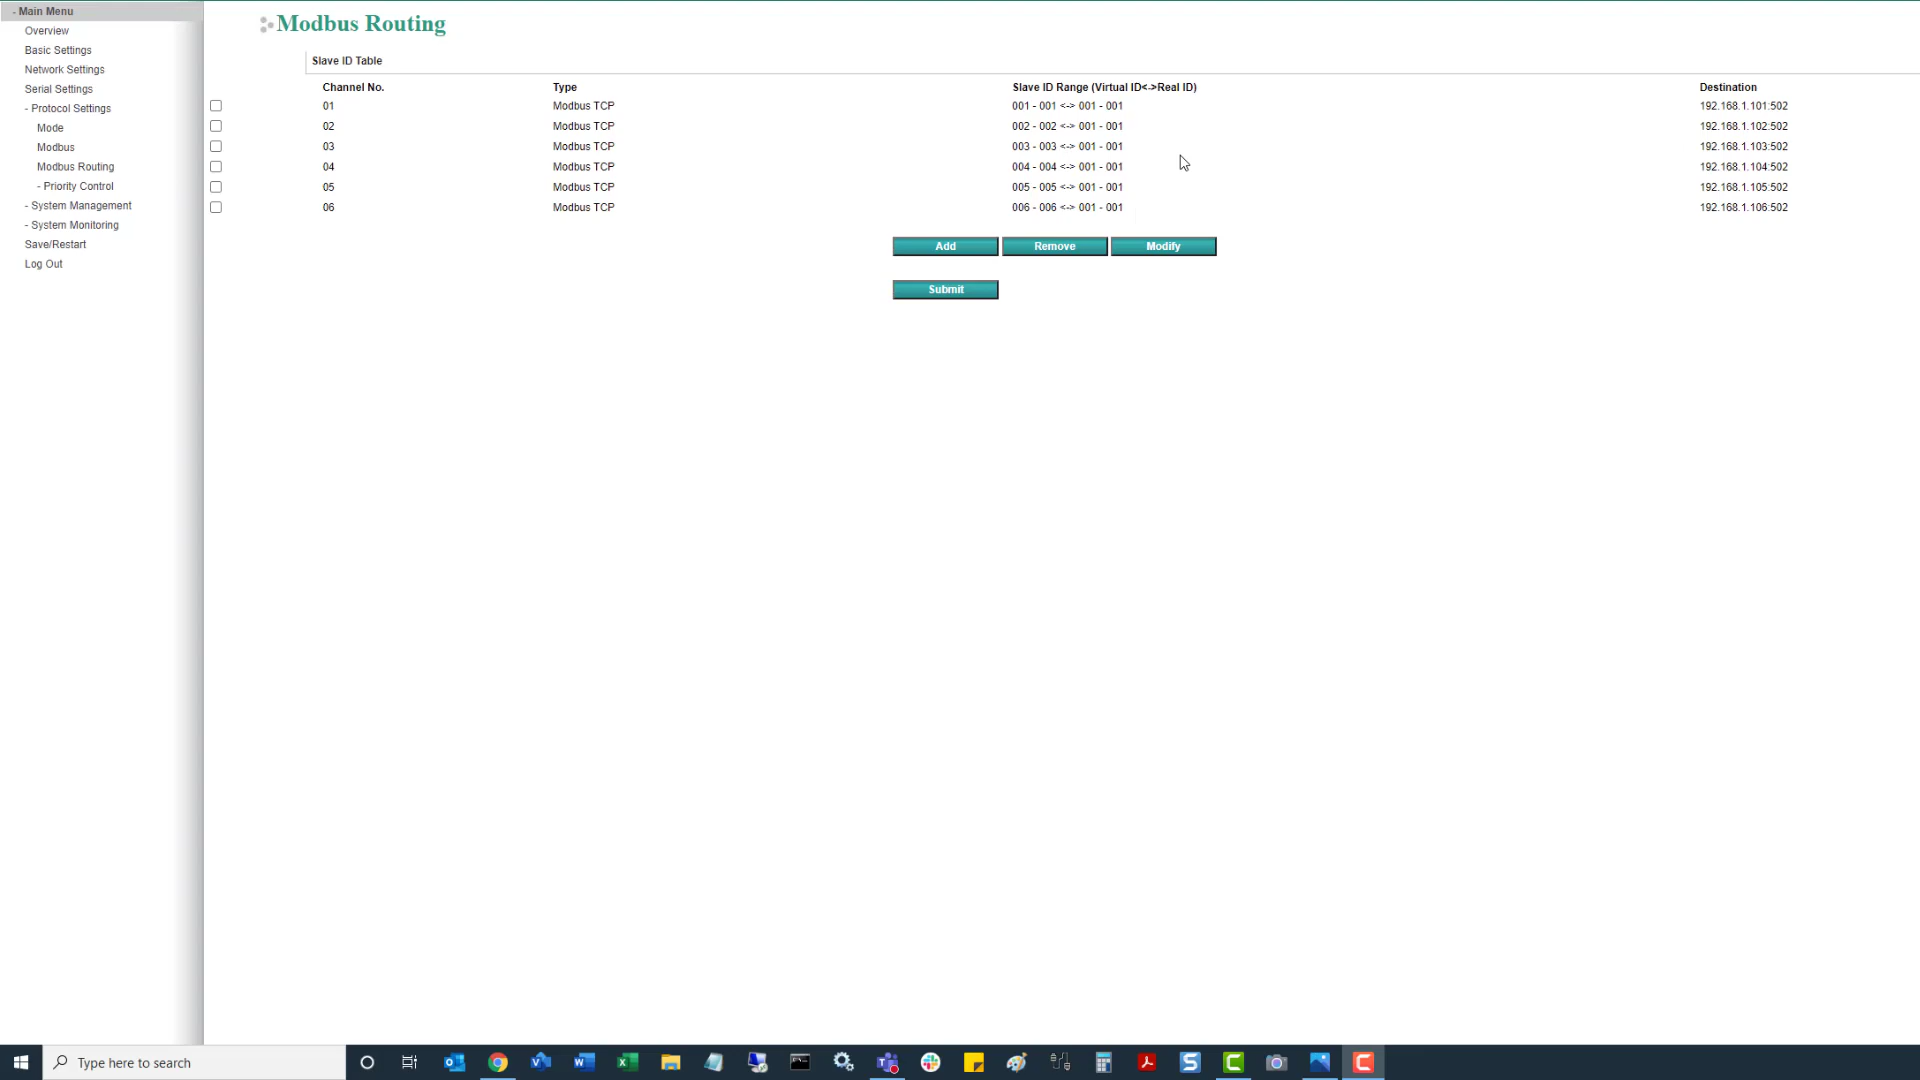 - Main Menu
Overview
Basic Settings
Network Settings
Serial Settings
- Protocol Settings
Mode
Modbus
Modbus Routing
- Priority Control
- System Management
- System Monitoring
Save/Restart
Log Out
Modbus Routing
Slave ID Table
Channel No. Type Slave ID Range (Virtual ID<->Real ID) Destination
01 Modbus TCP 001 - 001 <-> 001 - 001 192.168.1.101:502
02 Modbus TCP 002 - 002 <-> 001 - 001 192.168.1.102:502
03 Modbus TCP 003 - 003 <-> 001 - 001 192.168.1.103:502
04 Modbus TCP 004 - 004 <-> 001 - 001 192.168.1.104:502
05 Modbus TCP 005 - 005 <-> 001 - 001 192.168.1.105:502
06 Modbus TCP 006 - 006 <-> 001 - 001 192.168.1.106:502
Add Remove Modify
Submit
Type here to search